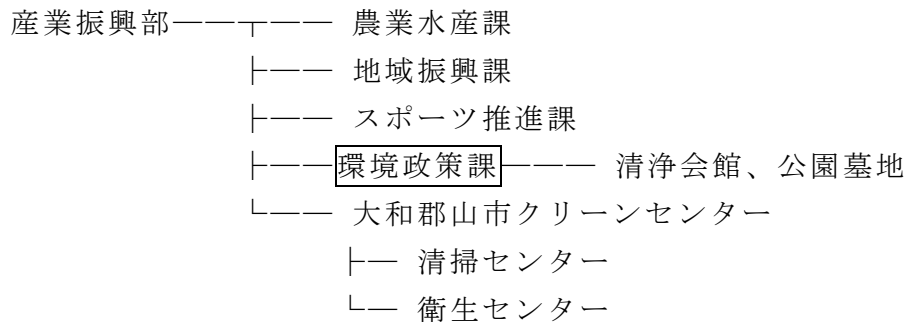 産業振興部――┬―― 農業水産課
├―― 地域振興課
├―― スポーツ推進課
├――環境政策課――― 清浄会館、公園墓地
└―― 大和郡山市クリーンセンター
├― 清掃センター
└― 衛生センター